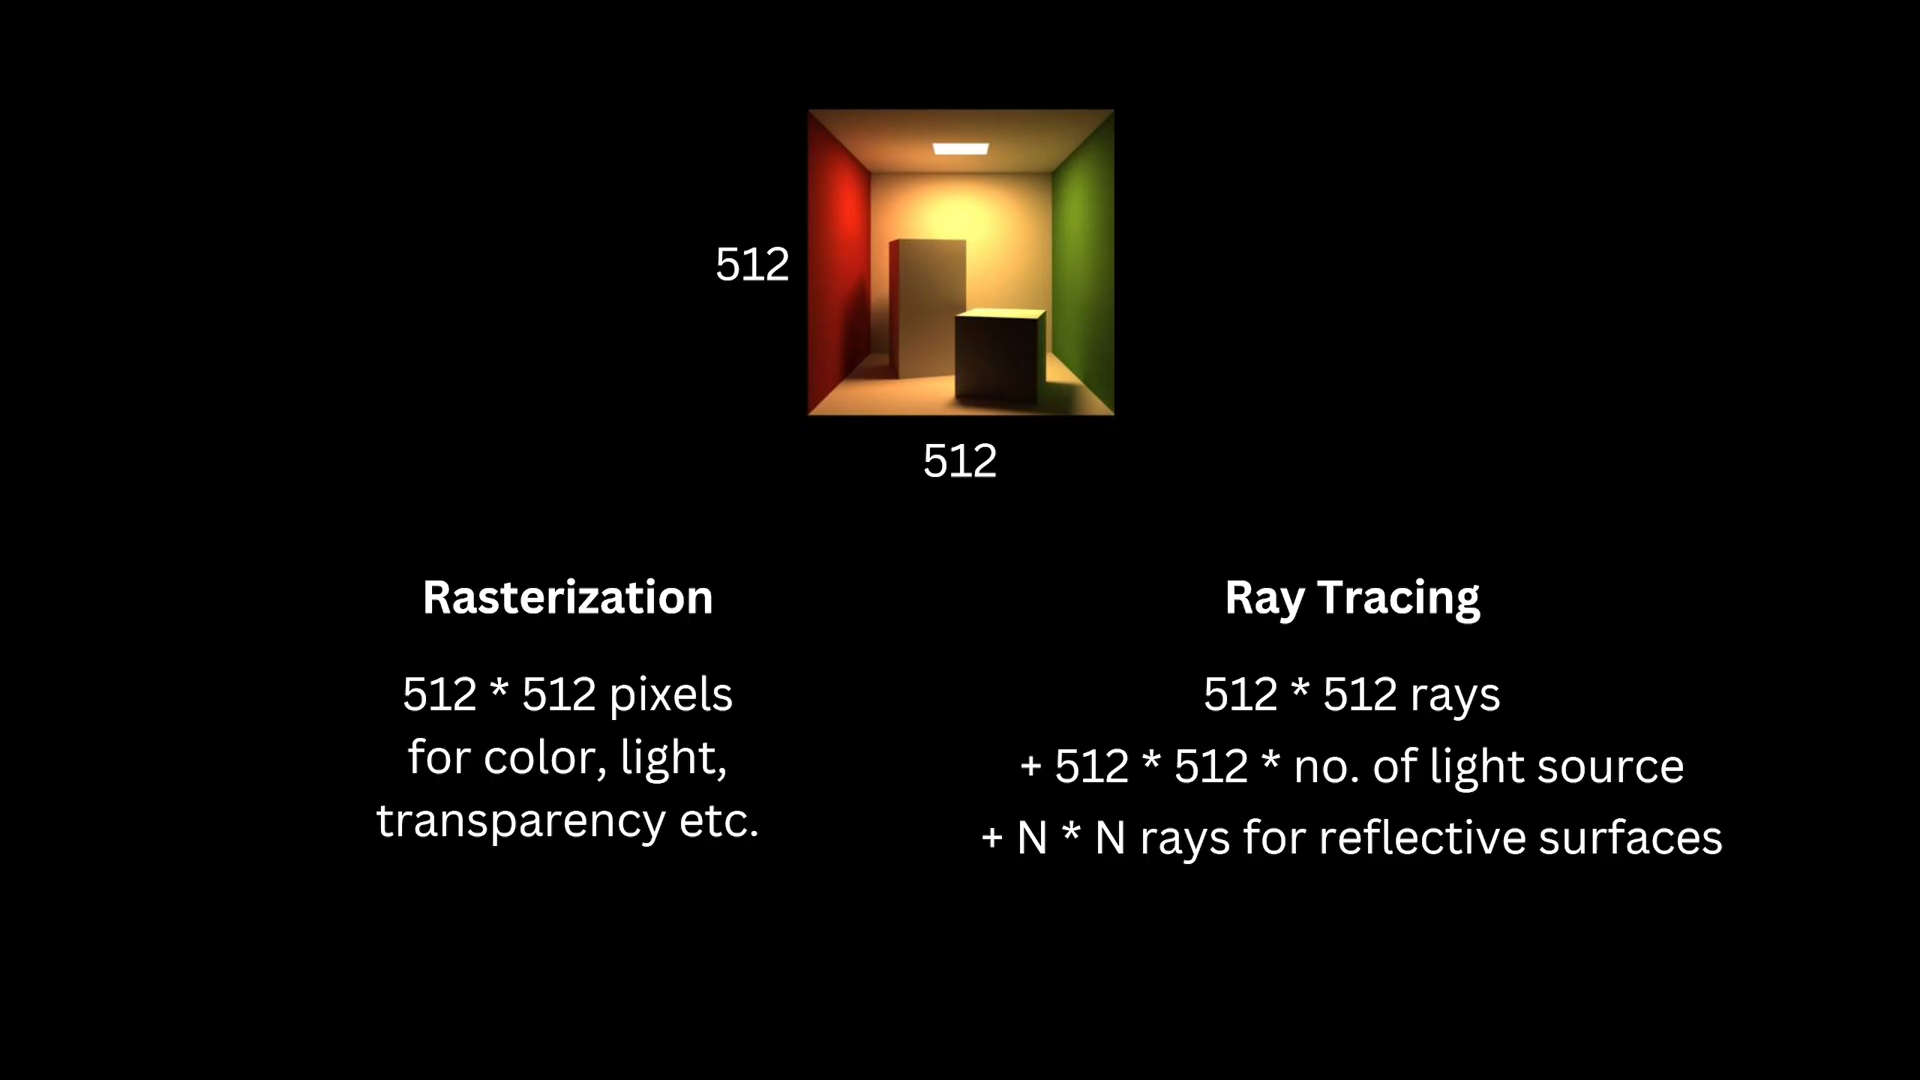 512
512
Rasterization
512 * 512 pixels
for color, light,
transparency etc.
Ray Tracing
512 * 512 rays
+ 512 * 512 * no. of light source
+ N * N rays for reflective surfaces